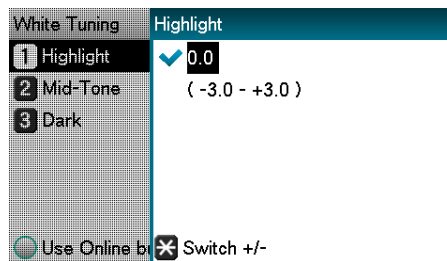 White Tuning
Highlight
1 Highlight
0.0
2 Mid-Tone
( -3.0 - +3.0 )
3 Dark
Use Online
Switch +/-